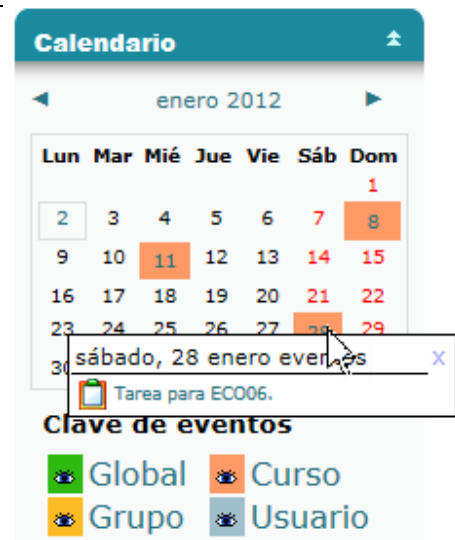 Calendario
enero 2012
Lun Mar Mié Jue Vie Sáb Dom
1
2 3 4 5 6 7 8
9 10 11 12 13 14 15
16 17 18 19 20 21 22
23 24 25 26 27 28 29
sábado, 28 enero eventos x
Tarea para ECO06.
Clave de eventos
Global Curso
Grupo Usuario